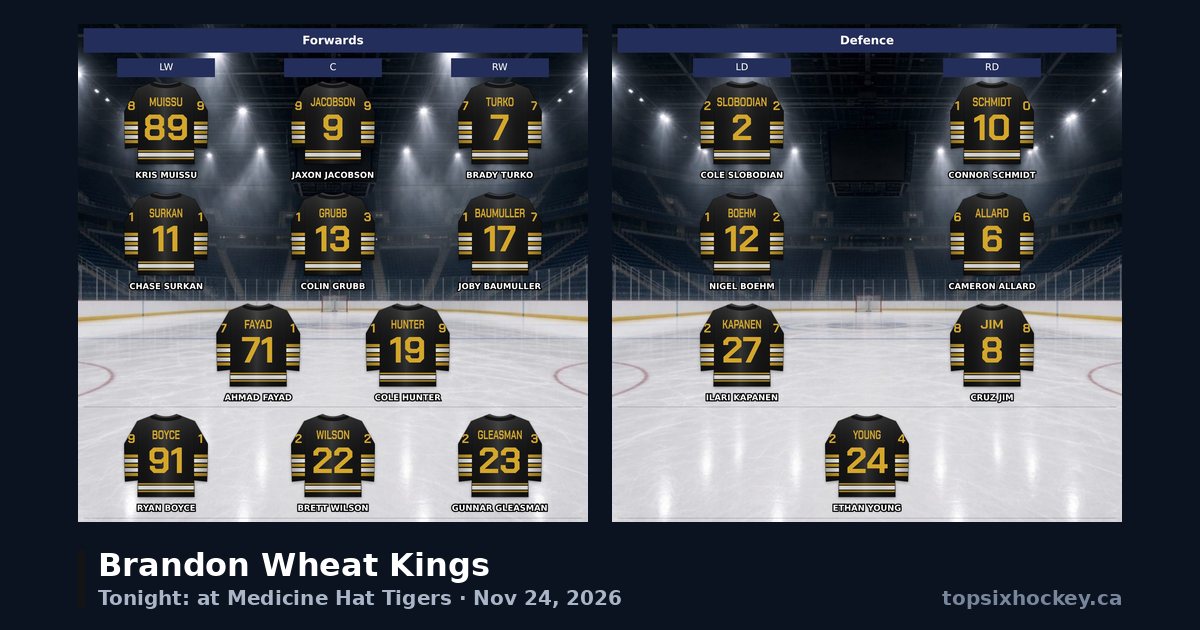 Forwards
LW C RW
8 MUISSU 9 9 JACOBSON 9 7 TURKO 7
89 9 7
KRIS MUISSU JAXON JACOBSON BRADY TURKO
1 SURKAN 1 1 GRUBB 3 1 BAUMULLER 7
11 13 17
CHASE SURKAN COLIN GRUBB JOBY BAUMULLER
7 FAYAD 1 1 HUNTER 9
71 19
AHMAD FAYAD COLE HUNTER
9 BOYCE 1 2 WILSON 2 2 GLEASMAN 3
91 22 23
RYAN BOYCE BRETT WILSON GUNNAR GLEASMAN
Defence
LD RD
2 SLOBODIAN 2 1 SCHMIDT 0
2 10
COLE SLOBODIAN CONNOR SCHMIDT
1 BOEHM 2 6 ALLARD 6
12 6
NIGEL BOEHM CAMERON ALLARD
2 KAPANEN 7 8 JIM 8
27 8
ILARI KAPANEN CRUZ JIM
2 YOUNG 4
24
ETHAN YOUNG
Brandon Wheat Kings
Tonight: at Medicine Hat Tigers · Nov 24, 2026
topsixhockey.ca